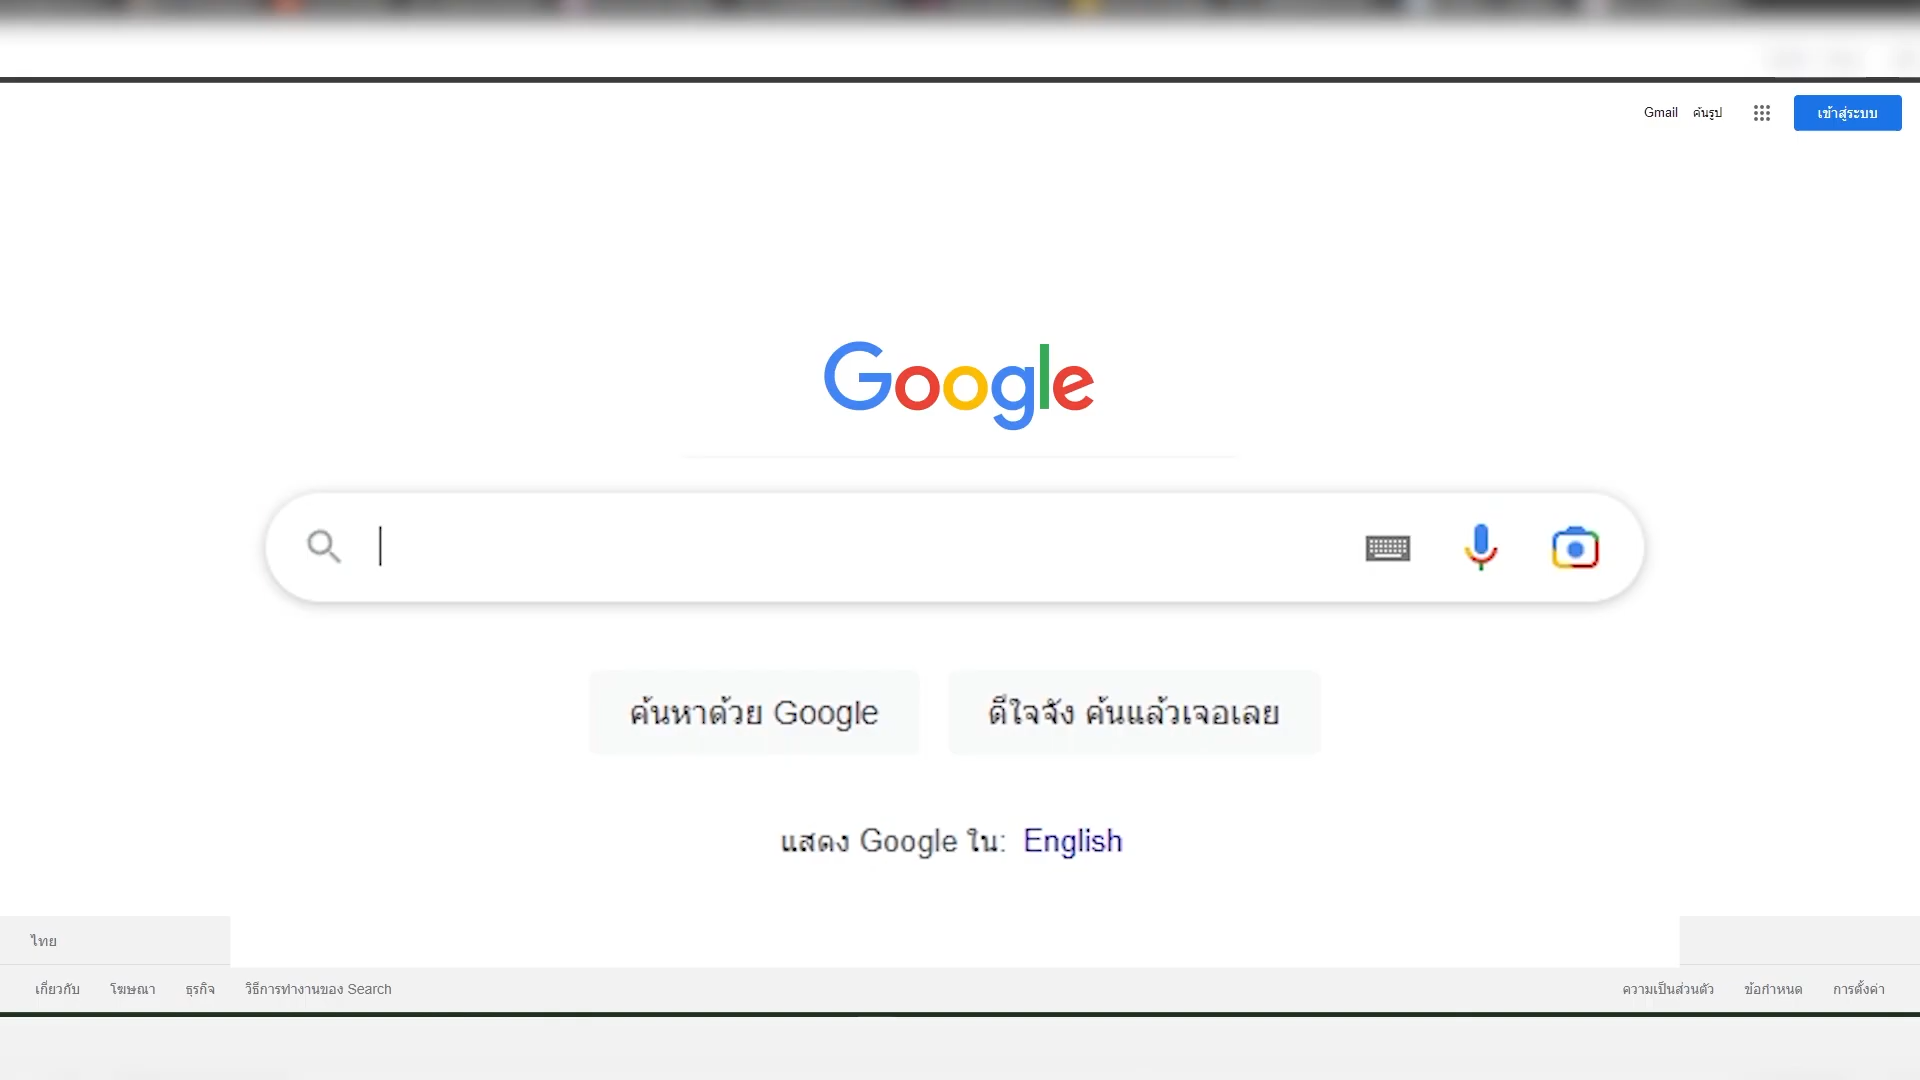 Gmail ค้นรูป เข้าสู่ระบบ
Google
ค้นหาด้วย Google ดีใจจัง ค้นแล้วเจอเลย
แสดง Google ใน: English
ไทย
เกี่ยวกับ โฆษณา ธุรกิจ วิธีการทำงานของ Search ความเป็นส่วนตัว ข้อกำหนด การตั้งค่า